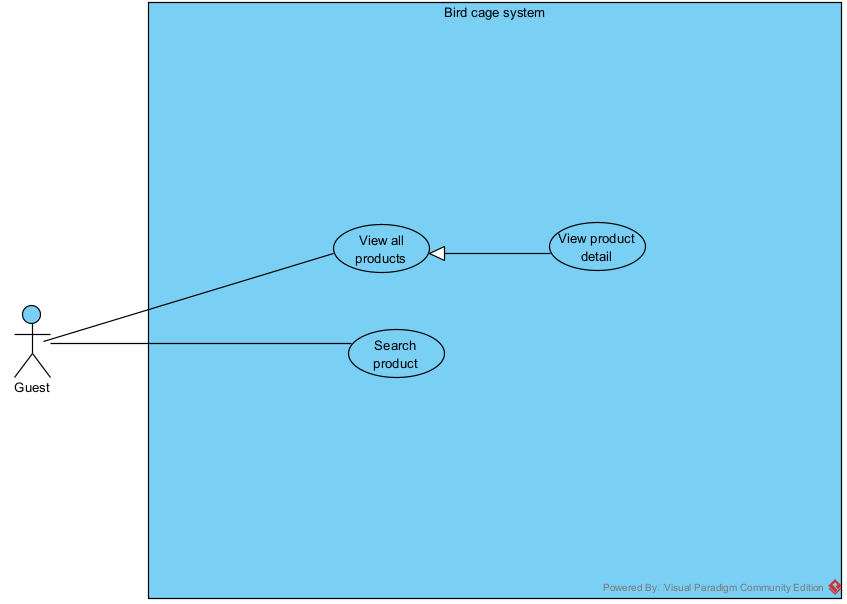 Bird cage system
View all
products
View product
detail
Search
product
Guest
Powered By: Visual Paradigm Community Edition